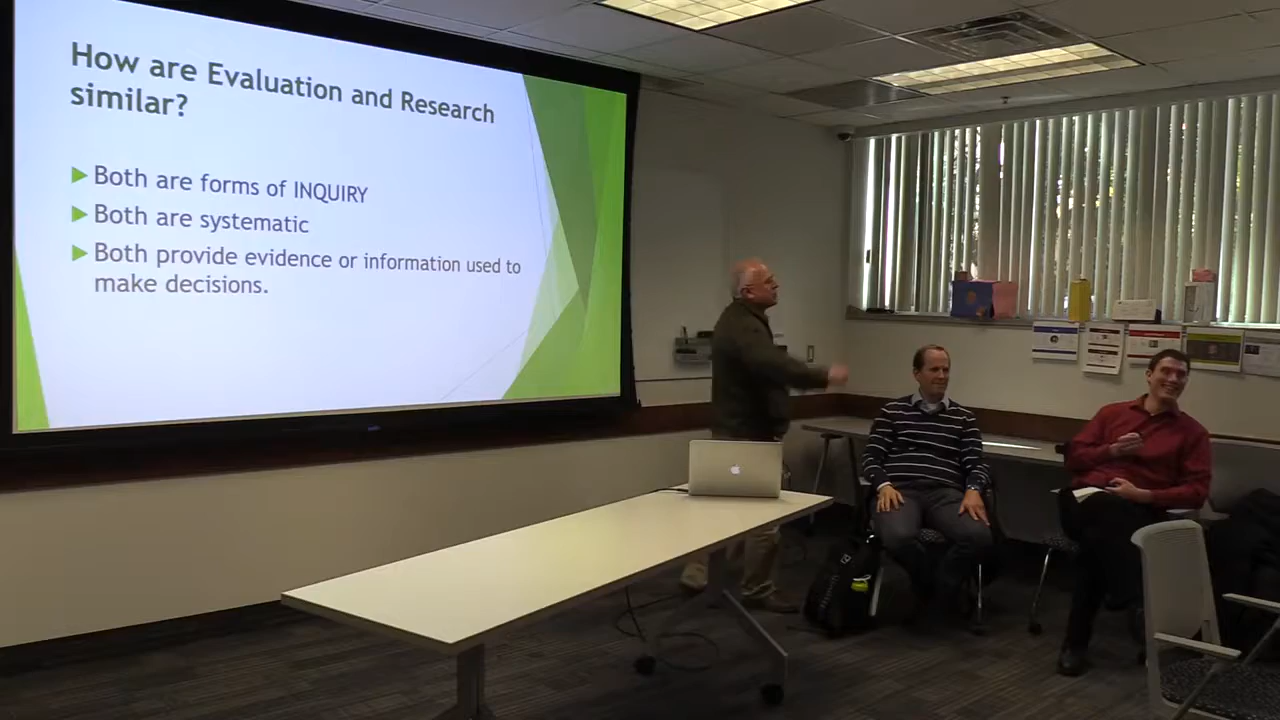 How are Evaluation and Research
similar?
Both are forms of INQUIRY
Both are systematic
Both provide evidence or information used to
make decisions.